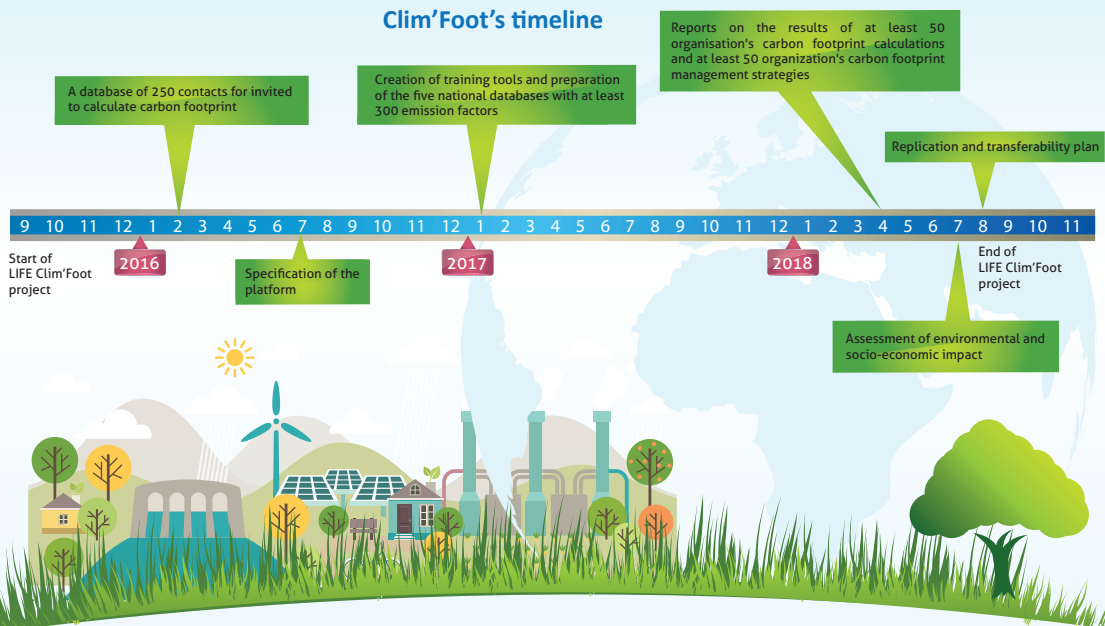 Clim'Foot's timeline
Reports on the results of at least 50
organisation's carbon footprint calculations
and at least 50 organization's carbon footprint
management strategies
A database of 250 contacts for invited
to calculate carbon footprint
Creation of training tools and preparation
of the five national databases with at least
300 emission factors
Replication and transferability plan
9 10 11 12 1 2 3 4 5 6 7 8 9 10 11 12 1 2 3 4 5 6 7 8 9 10 11 12 1 2 3 4 5 6 7 8 9 10 11
Start of
LIFE Clim'Foot
project
2016
Specification of the
platform
2017
2018
End of
LIFE Clim'Foot
project
Assessment of environmental and
socio-economic impact